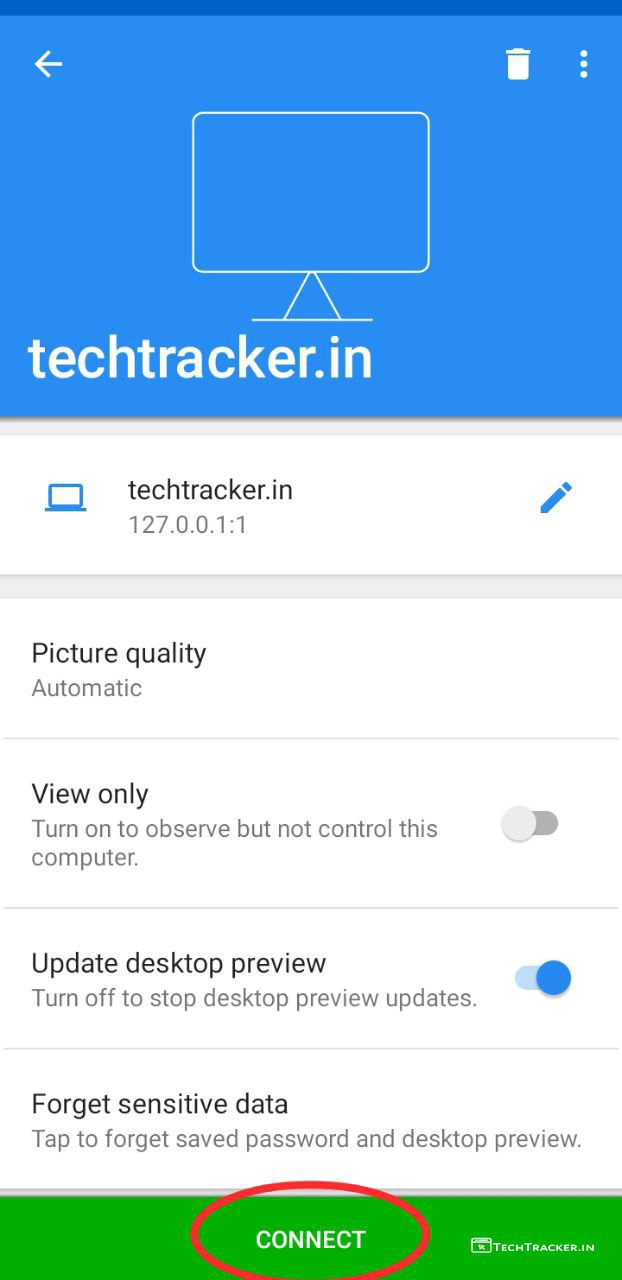 techtracker.in
techtracker.in
127.0.0.1:1
Picture quality
Automatic
View only
Turn on to observe but not control this
computer.
Update desktop preview
Turn off to stop desktop preview updates.
Forget sensitive data
Tap to forget saved password and desktop preview.
CONNECT
TECHTRACKER.IN